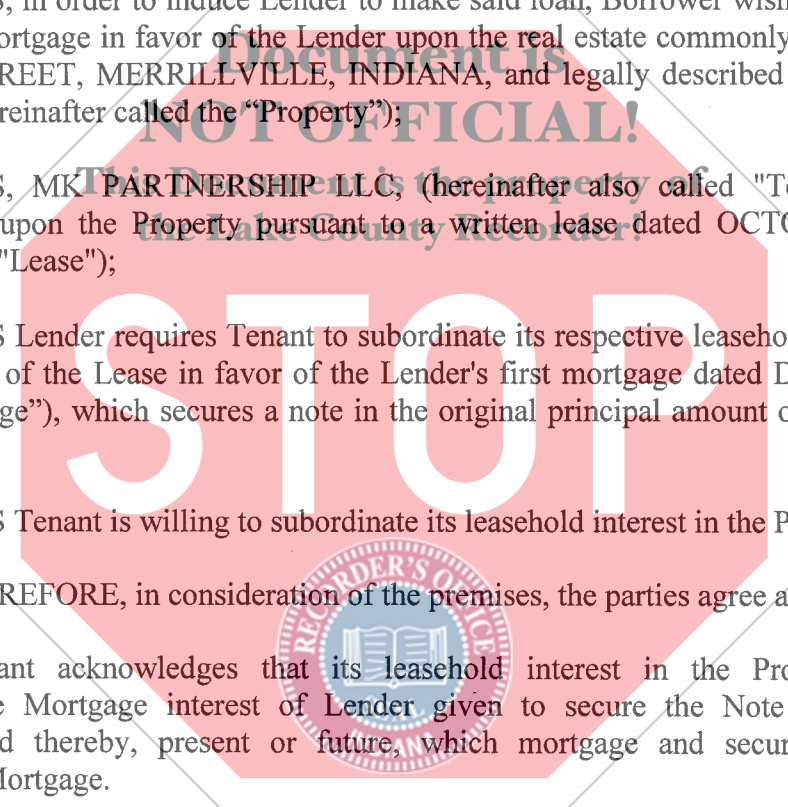 , in order to induce Lender to make said loan, Borrower wish
ortgage in favor of the Lender upon the real estate commonly
REET, MERRILLVILLE, INDIANA, and legally described
reinafter called the “Property”);
Document is
NOT OFFICIAL!
This Document is the property of
the Lake County Recorder!
S, MK PARTNERSHIP LLC, (hereinafter also called "Te
upon the Property pursuant to a written lease dated OCTO
"Lease");
S Lender requires Tenant to subordinate its respective leaseho
of the Lease in favor of the Lender's first mortgage dated D
ge”), which secures a note in the original principal amount o
STOP
S Tenant is willing to subordinate its leasehold interest in the P
REFORE, in consideration of the premises, the parties agree a
RECORDER'S OFFICE
ant acknowledges that its leasehold interest in the Pro
e Mortgage interest of Lender given to secure the Note
d thereby, present or future, which mortgage and secur
Mortgage.